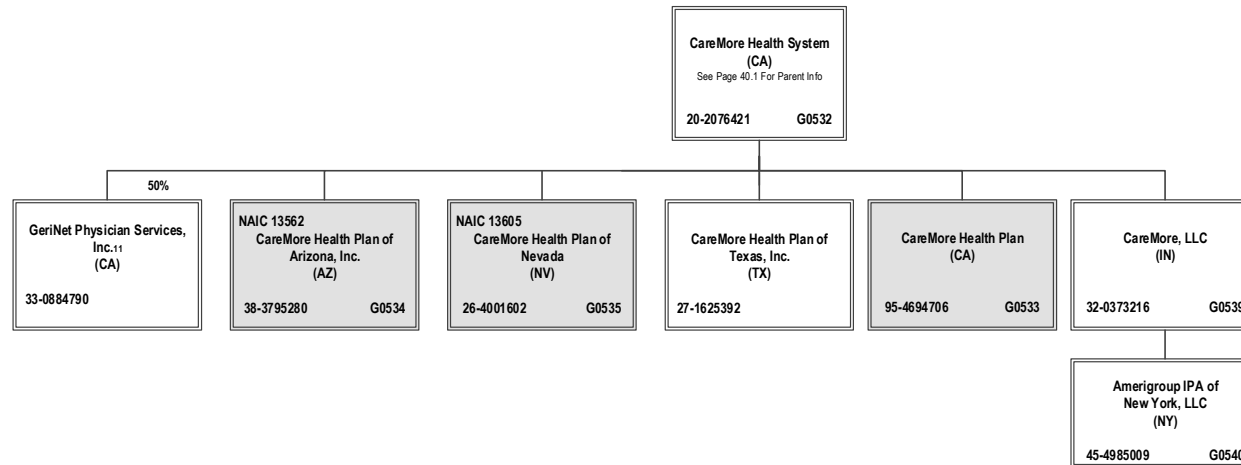 CareMore Health System
(CA)
See Page 40.1 For Parent Info
20-2076421 G0532
50%
GeriNet Physician Services,
Inc.11
(CA)
33-0884790
NAIC 13562
CareMore Health Plan of
Arizona, Inc.
(AZ)
38-3795280 G0534
NAIC 13605
CareMore Health Plan of
Nevada
(NV)
26-4001602 G0535
CareMore Health Plan of
Texas, Inc.
(TX)
27-1625392
CareMore Health Plan
(CA)
95-4694706 G0533
CareMore, LLC
(IN)
32-0373216 G0539
Amerigroup IPA of
New York, LLC
(NY)
45-4985009 G0540